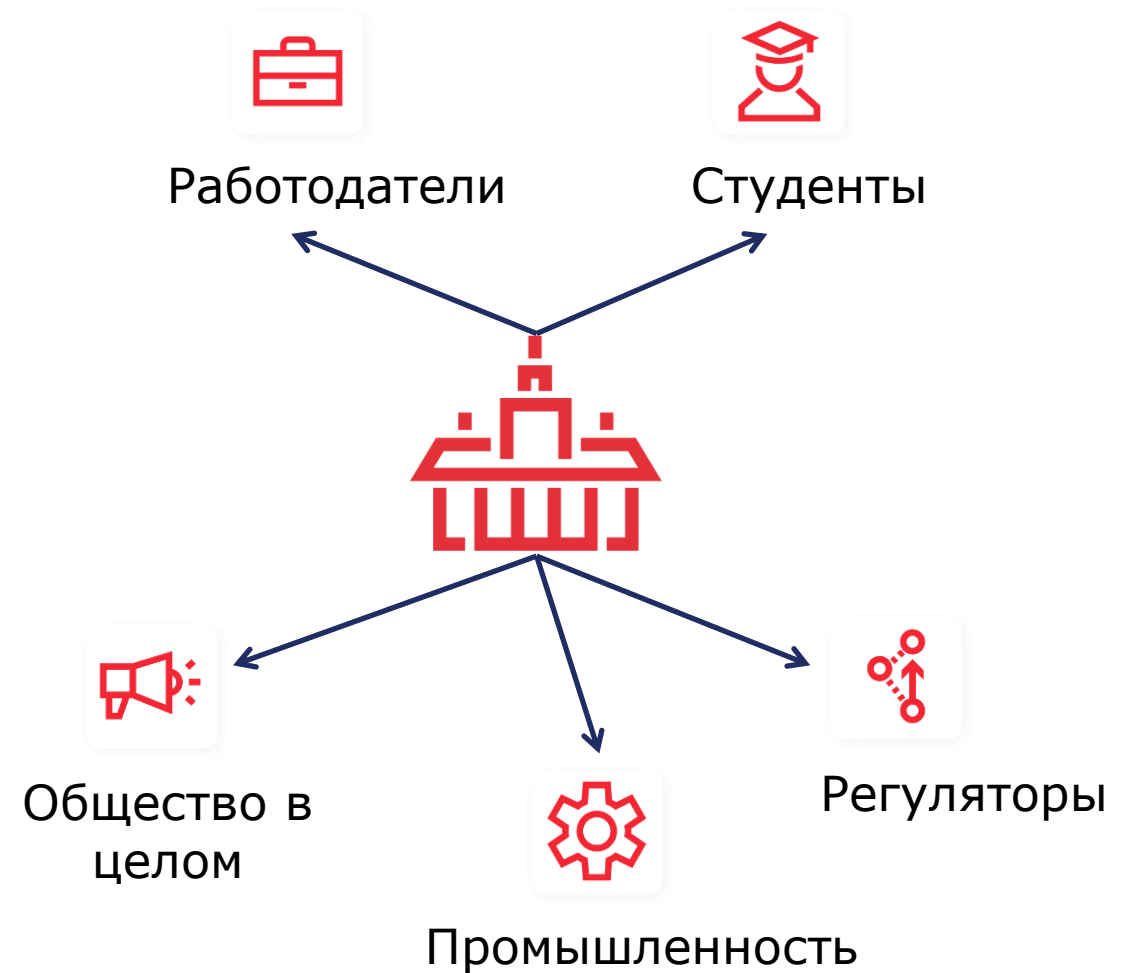 Работодатели
Студенты
Общество в
целом
Промышленность
Регуляторы